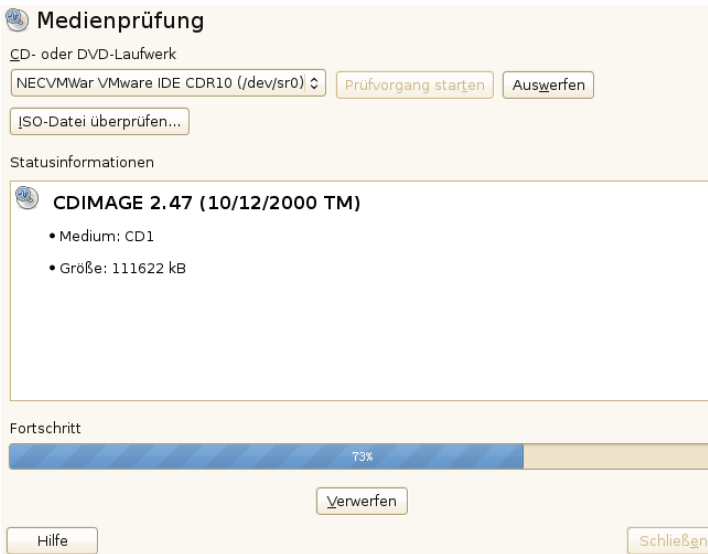 Medienprüfung
CD- oder DVD-Laufwerk
NECVMWar VMware IDE CDR10 (/dev/sr0) Prüfvorgang starten Auswerfen
ISO-Datei überprüfen...
Statusinformationen
CDIMAGE 2.47 (10/12/2000 TM)
• Medium: CD1
• Größe: 111622 kB
Fortschritt
73%
Verwerfen
Hilfe Schließen